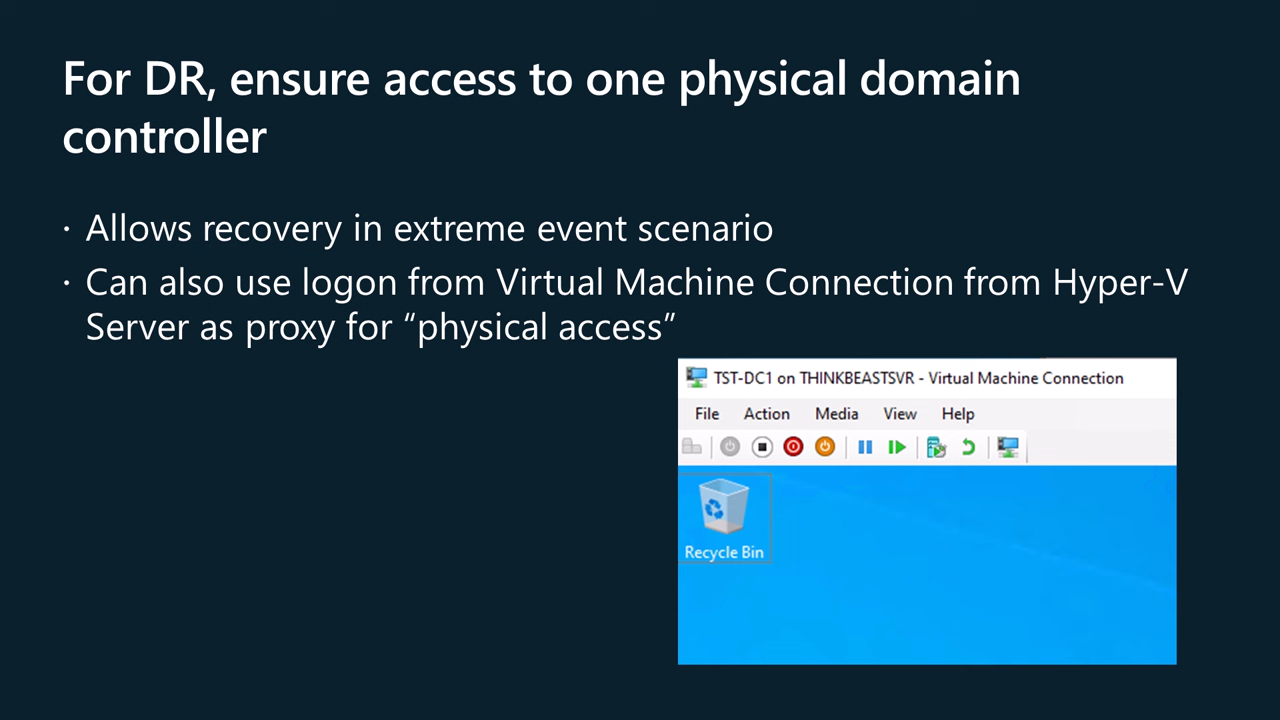 For DR, ensure access to one physical domain
controller
· Allows recovery in extreme event scenario
· Can also use logon from Virtual Machine Connection from Hyper-V
Server as proxy for “physical access”
TST-DC1 on THINKBEASTSVR - Virtual Machine Connection
File Action Media View Help
Recycle Bin